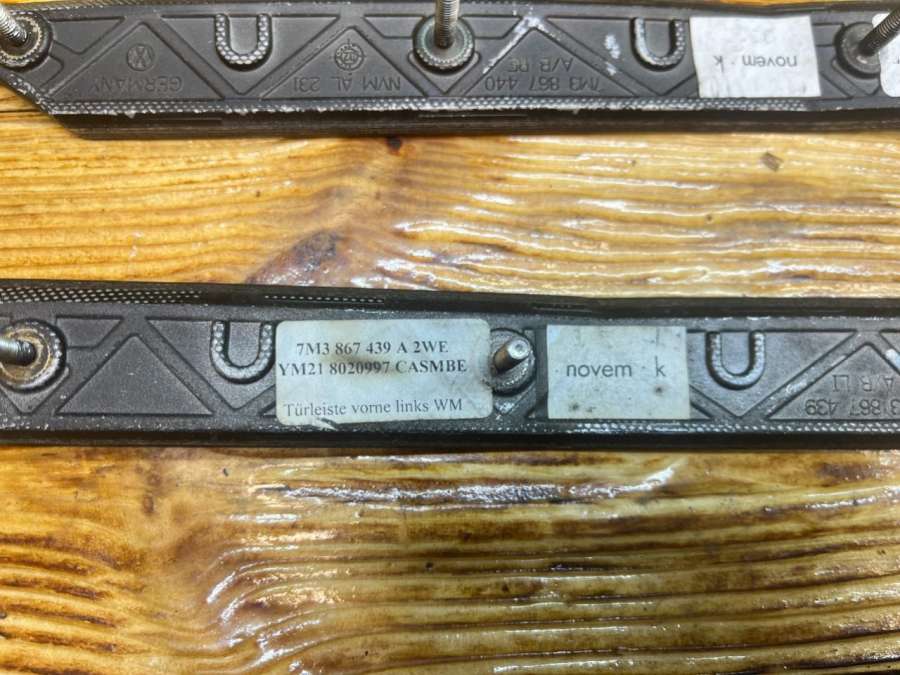 GERMANY
NVM AL 231
7M3 867 440
A/B RE
novem · k
7M3 867 439 A 2WE
YM21 8020997 CASMBE
Türleiste vorne links WM
novem · k
867 439
A/B LI